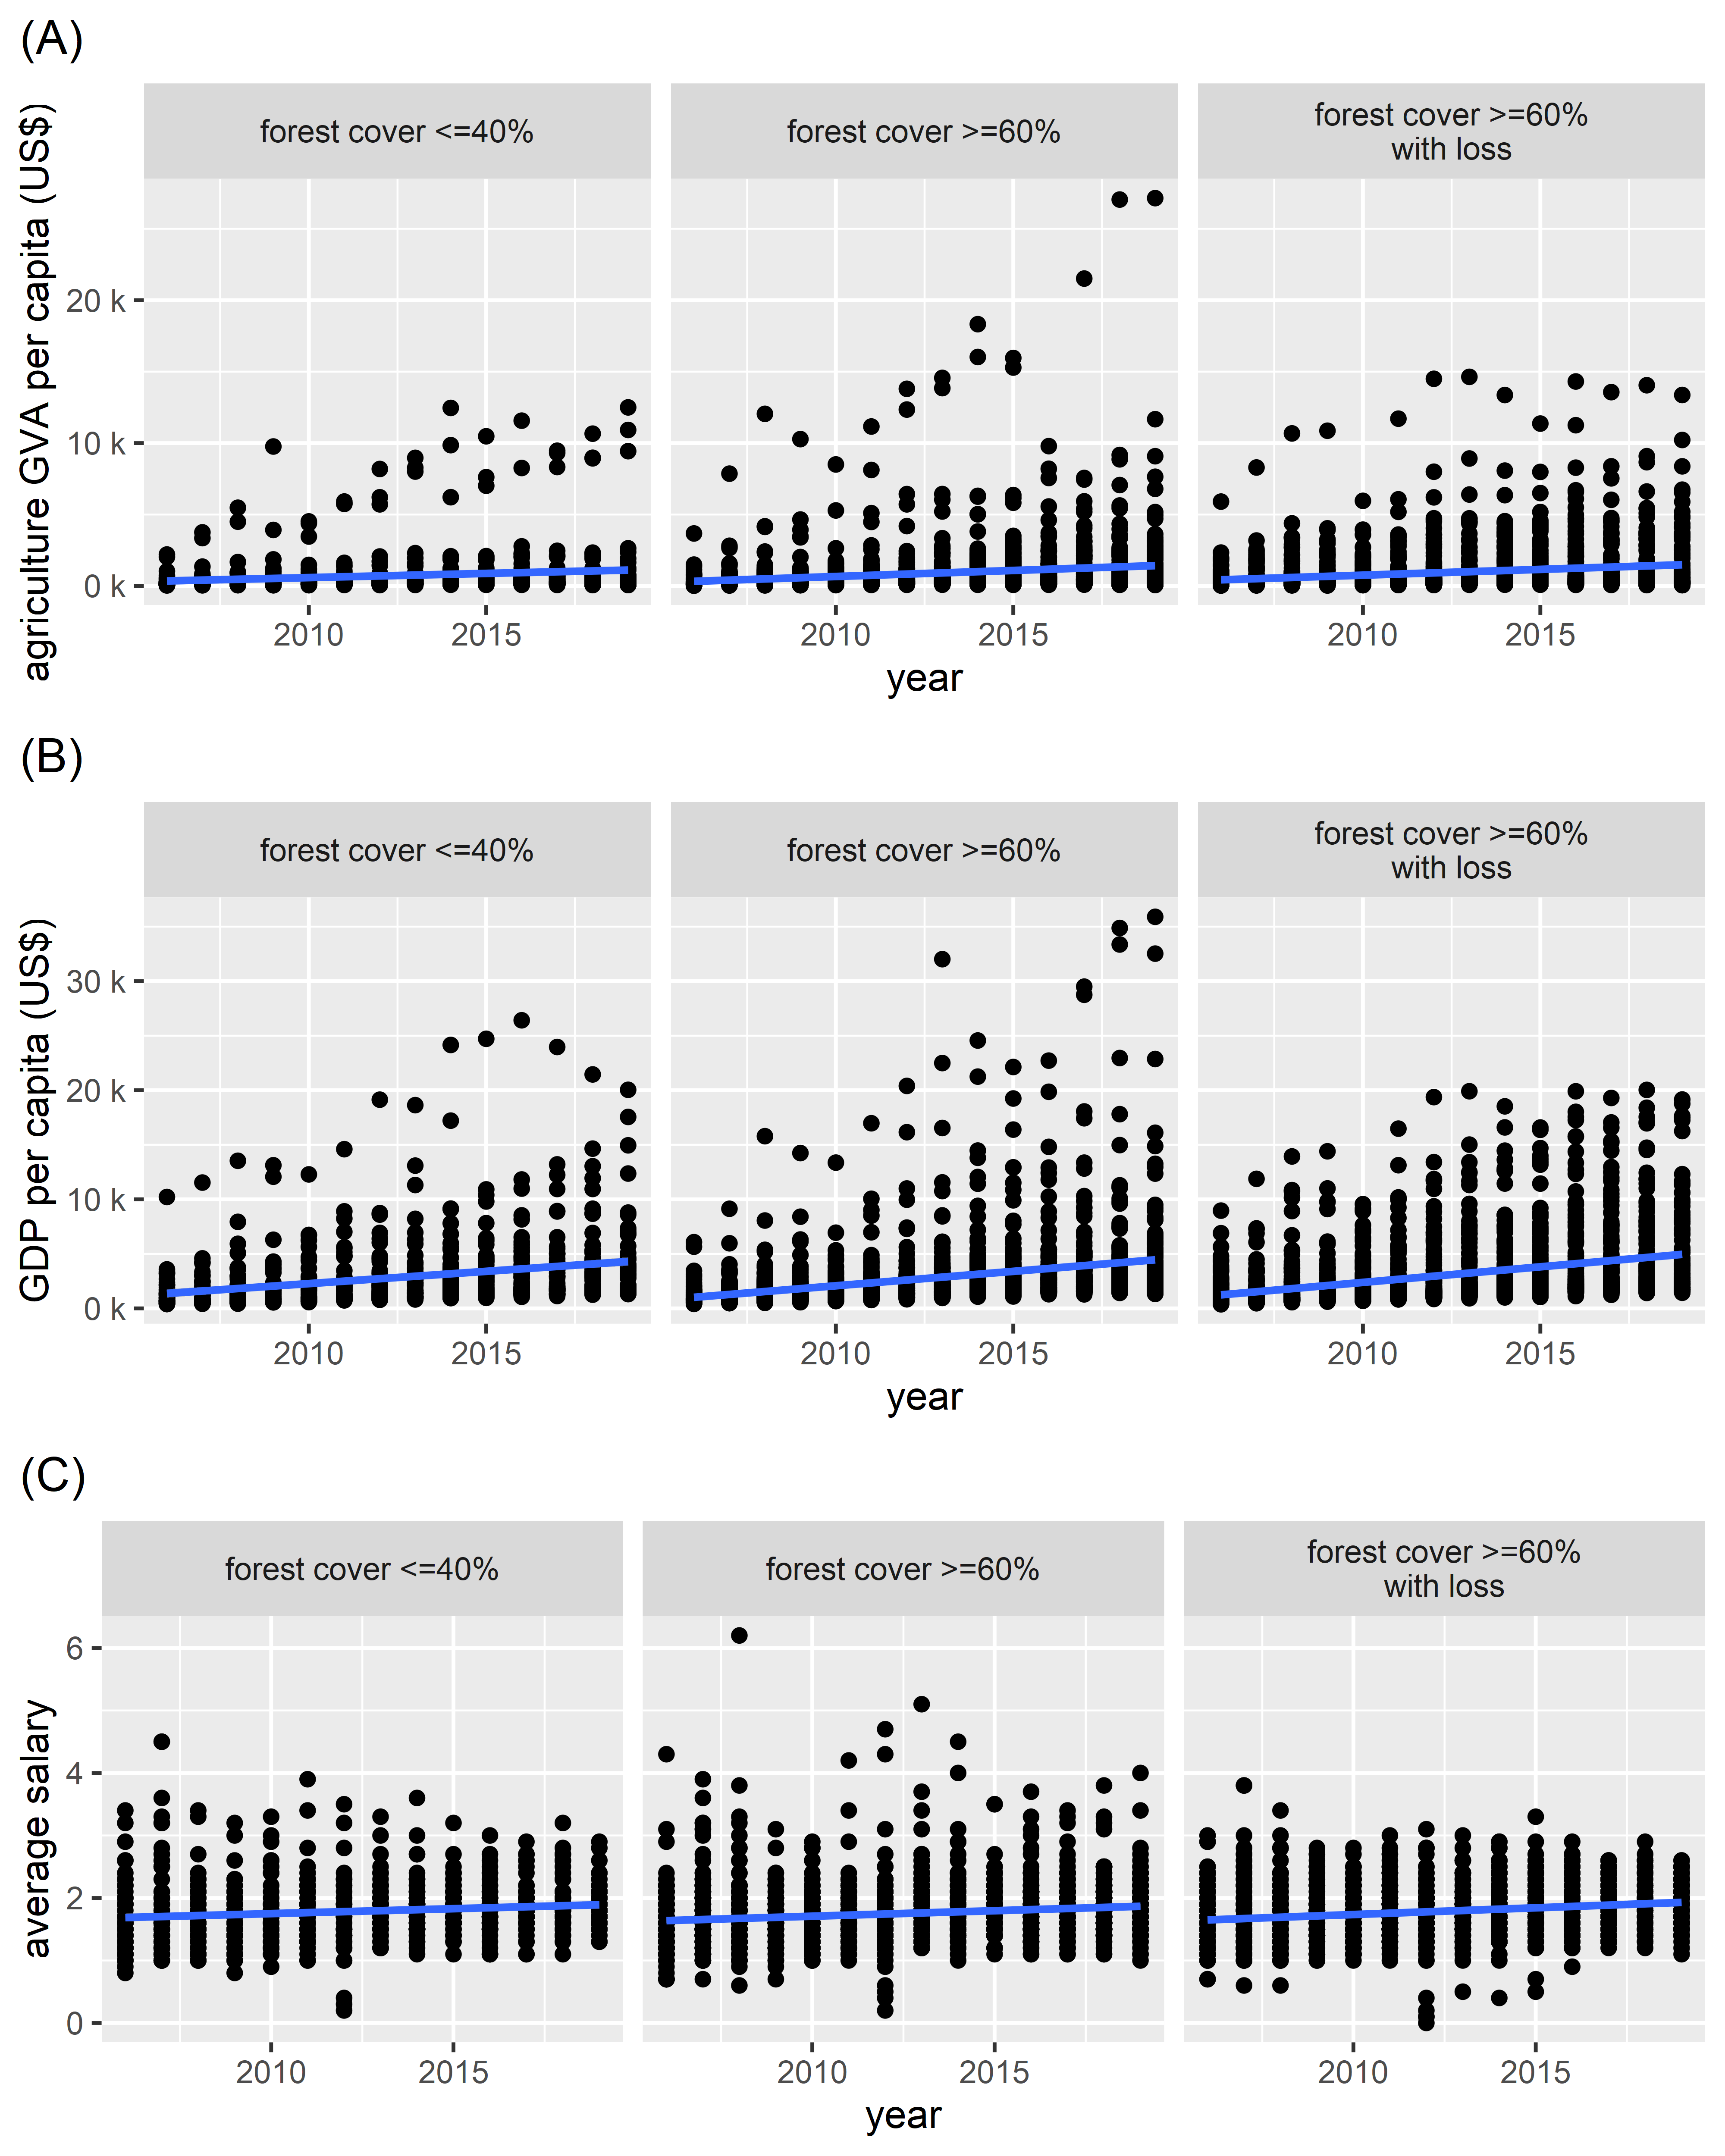 (A)
forest cover <=40%
forest cover >=60%
forest cover >=60%
with loss
agriculture GVA per capita (US$)
20 k
10 k
0 k
2010
2015
2010
2015
2010
2015
year
(B)
forest cover <=40%
forest cover >=60%
forest cover >=60%
with loss
GDP per capita (US$)
30 k
20 k
10 k
0 k
2010
2015
2010
2015
2010
2015
year
(C)
forest cover <=40%
forest cover >=60%
forest cover >=60%
with loss
average salary
6
4
2
0
2010
2015
2010
2015
2010
2015
year